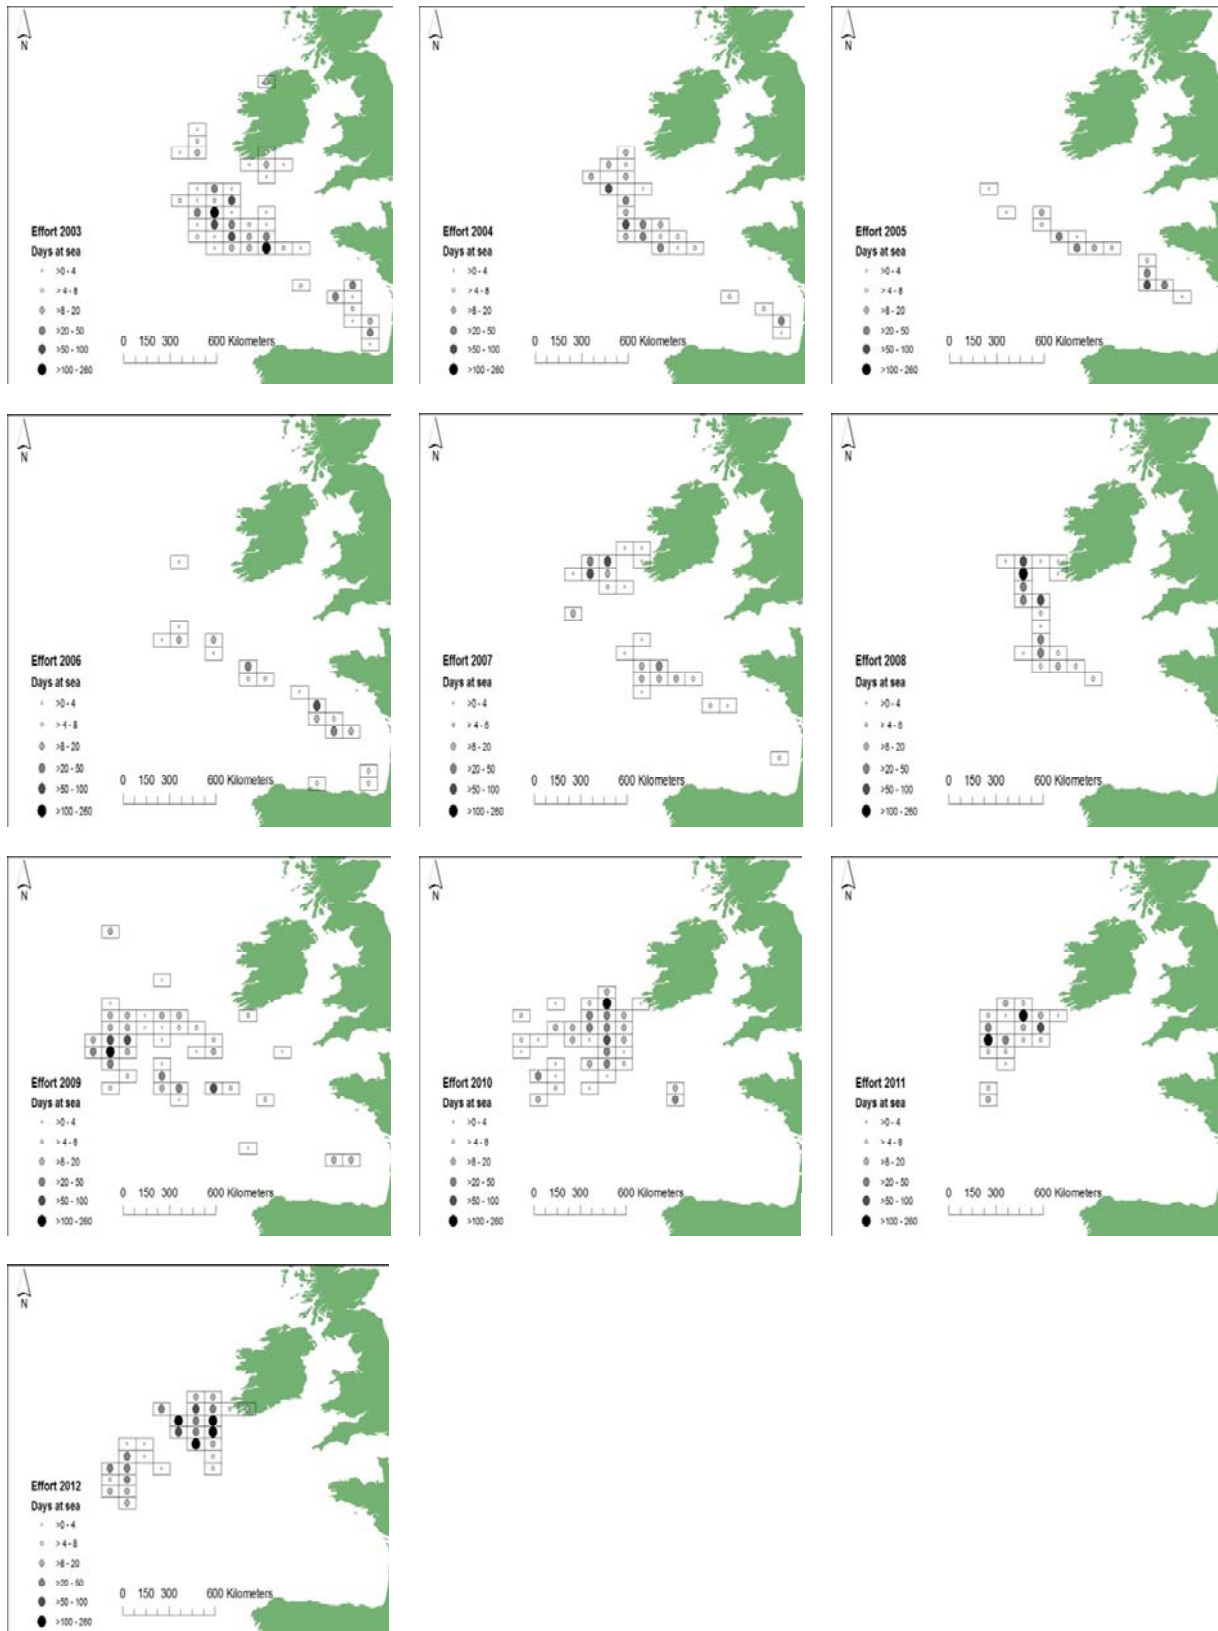 N
Effort 2003
Days at sea
>0 - 4
> 4 - 8
>8 - 20
>20 - 50
>50 - 100
>100 - 260
0 150 300 600 Kilometers
N
Effort 2004
Days at sea
>0 - 4
> 4 - 8
>8 - 20
>20 - 50
>50 - 100
>100 - 260
0 150 300 600 Kilometers
N
Effort 2005
Days at sea
>0 - 4
> 4 - 8
>8 - 20
>20 - 50
>50 - 100
>100 - 260
0 150 300 600 Kilometers
N
Effort 2006
Days at sea
>0 - 4
> 4 - 8
>8 - 20
>20 - 50
>50 - 100
>100 - 260
0 150 300 600 Kilometers
N
Effort 2007
Days at sea
>0 - 4
> 4 - 8
>8 - 20
>20 - 50
>50 - 100
>100 - 260
0 150 300 600 Kilometers
N
Effort 2008
Days at sea
>0 - 4
> 4 - 8
>8 - 20
>20 - 50
>50 - 100
>100 - 260
0 150 300 600 Kilometers
N
Effort 2009
Days at sea
>0 - 4
> 4 - 8
>8 - 20
>20 - 50
>50 - 100
>100 - 260
0 150 300 600 Kilometers
N
Effort 2010
Days at sea
>0 - 4
> 4 - 8
>8 - 20
>20 - 50
>50 - 100
>100 - 260
0 150 300 600 Kilometers
N
Effort 2011
Days at sea
>0 - 4
> 4 - 8
>8 - 20
>20 - 50
>50 - 100
>100 - 260
0 150 300 600 Kilometers
N
Effort 2012
Days at sea
>0 - 4
> 4 - 8
>8 - 20
>20 - 50
>50 - 100
>100 - 260
0 150 300 600 Kilometers